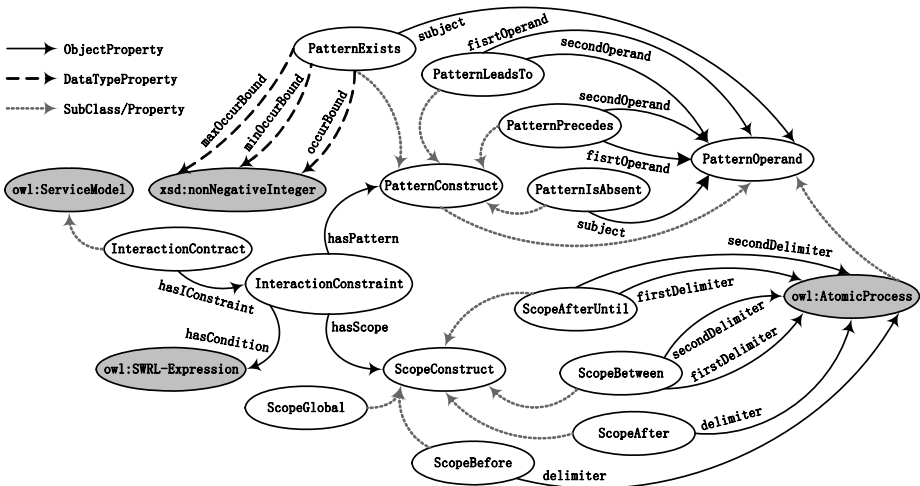 subject
PatternExists
fisrtOperand
ObjectProperty
secondOperand
PatternLeadsTo
DataTypeProperty
maxOccurBound
minOccurBound
occurBound
secondOperand
SubClass/Property
PatternPrecedes
PatternOperand
fisrtOperand
owl:ServiceModel
xsd:nonNegativeInteger
PatternConstruct
PatternIsAbsent
subject
hasPattern
InteractionContract
secondDelimiter
hasIConstraint
InteractionConstraint
firstDelimiter
owl:AtomicProcess
ScopeAfterUntil
hasScope
secondDelimiter
hasCondition
firstDelimiter
owl:SWRL-Expression
ScopeConstruct
ScopeBetween
ScopeGlobal
delimiter
ScopeAfter
ScopeBefore
delimiter